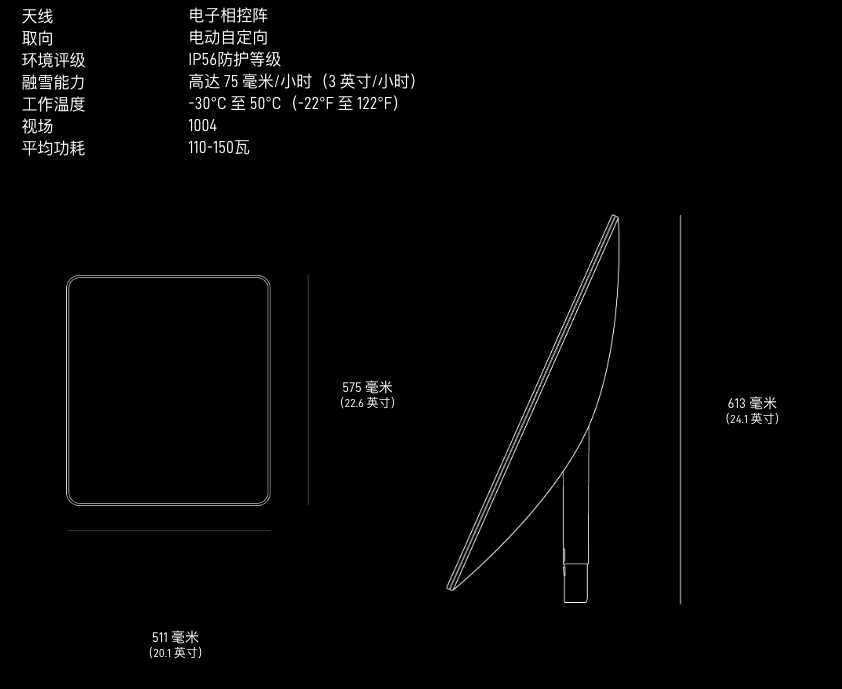 天线 电子相控阵
取向 电动自定向
环境评级 IP56防护等级
融雪能力 高达 75 毫米/小时（3 英寸/小时）
工作温度 -30°C 至 50°C（-22°F 至 122°F）
视场 1004
平均功耗 110-150瓦
575 毫米
（22.6 英寸）
613 毫米
（24.1 英寸）
511 毫米
（20.1 英寸）